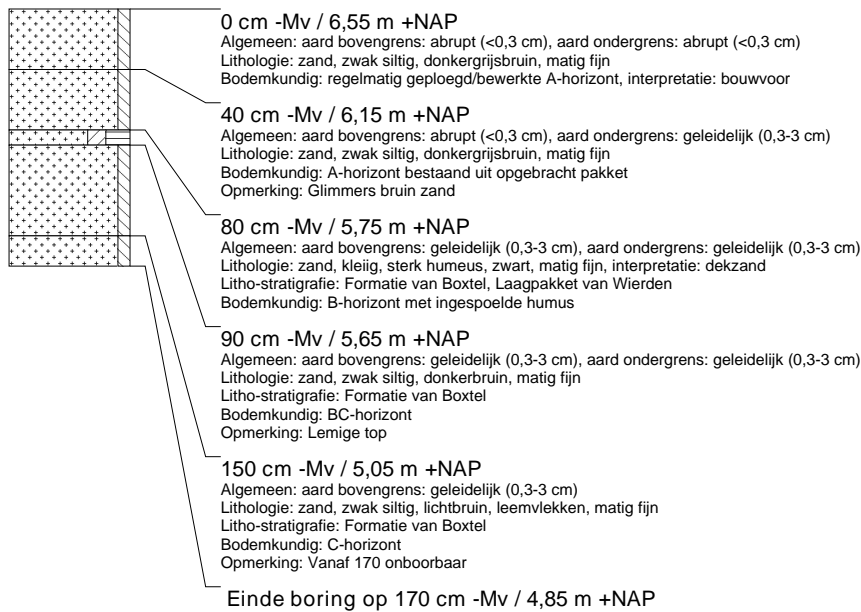 0 cm -Mv / 6,55 m +NAP
Algemeen: aard bovengrens: abrupt (<0,3 cm), aard ondergrens: abrupt (<0,3 cm)
Lithologie: zand, zwak siltig, donkergrijsbruin, matig fijn
Bodemkundig: regelmatig geploegd/bewerkte A-horizont, interpretatie: bouwvoor
40 cm -Mv / 6,15 m +NAP
Algemeen: aard bovengrens: abrupt (<0,3 cm), aard ondergrens: geleidelijk (0,3-3 cm)
Lithologie: zand, zwak siltig, donkergrijsbruin, matig fijn
Bodemkundig: A-horizont bestaand uit opgebracht pakket
Opmerking: Glimmers bruin zand
80 cm -Mv / 5,75 m +NAP
Algemeen: aard bovengrens: geleidelijk (0,3-3 cm), aard ondergrens: geleidelijk (0,3-3 cm)
Lithologie: zand, kleiig, sterk humeus, zwart, matig fijn, interpretatie: dekzand
Litho-stratigrafie: Formatie van Boxtel, Laagpakket van Wierden
Bodemkundig: B-horizont met ingespoelde humus
90 cm -Mv / 5,65 m +NAP
Algemeen: aard bovengrens: geleidelijk (0,3-3 cm), aard ondergrens: geleidelijk (0,3-3 cm)
Lithologie: zand, zwak siltig, donkerbruin, matig fijn
Litho-stratigrafie: Formatie van Boxtel
Bodemkundig: BC-horizont
Opmerking: Lemige top
150 cm -Mv / 5,05 m +NAP
Algemeen: aard bovengrens: geleidelijk (0,3-3 cm)
Lithologie: zand, zwak siltig, lichtbruin, leemvlekken, matig fijn
Litho-stratigrafie: Formatie van Boxtel
Bodemkundig: C-horizont
Opmerking: Vanaf 170 onboorbaar
Einde boring op 170 cm -Mv / 4,85 m +NAP